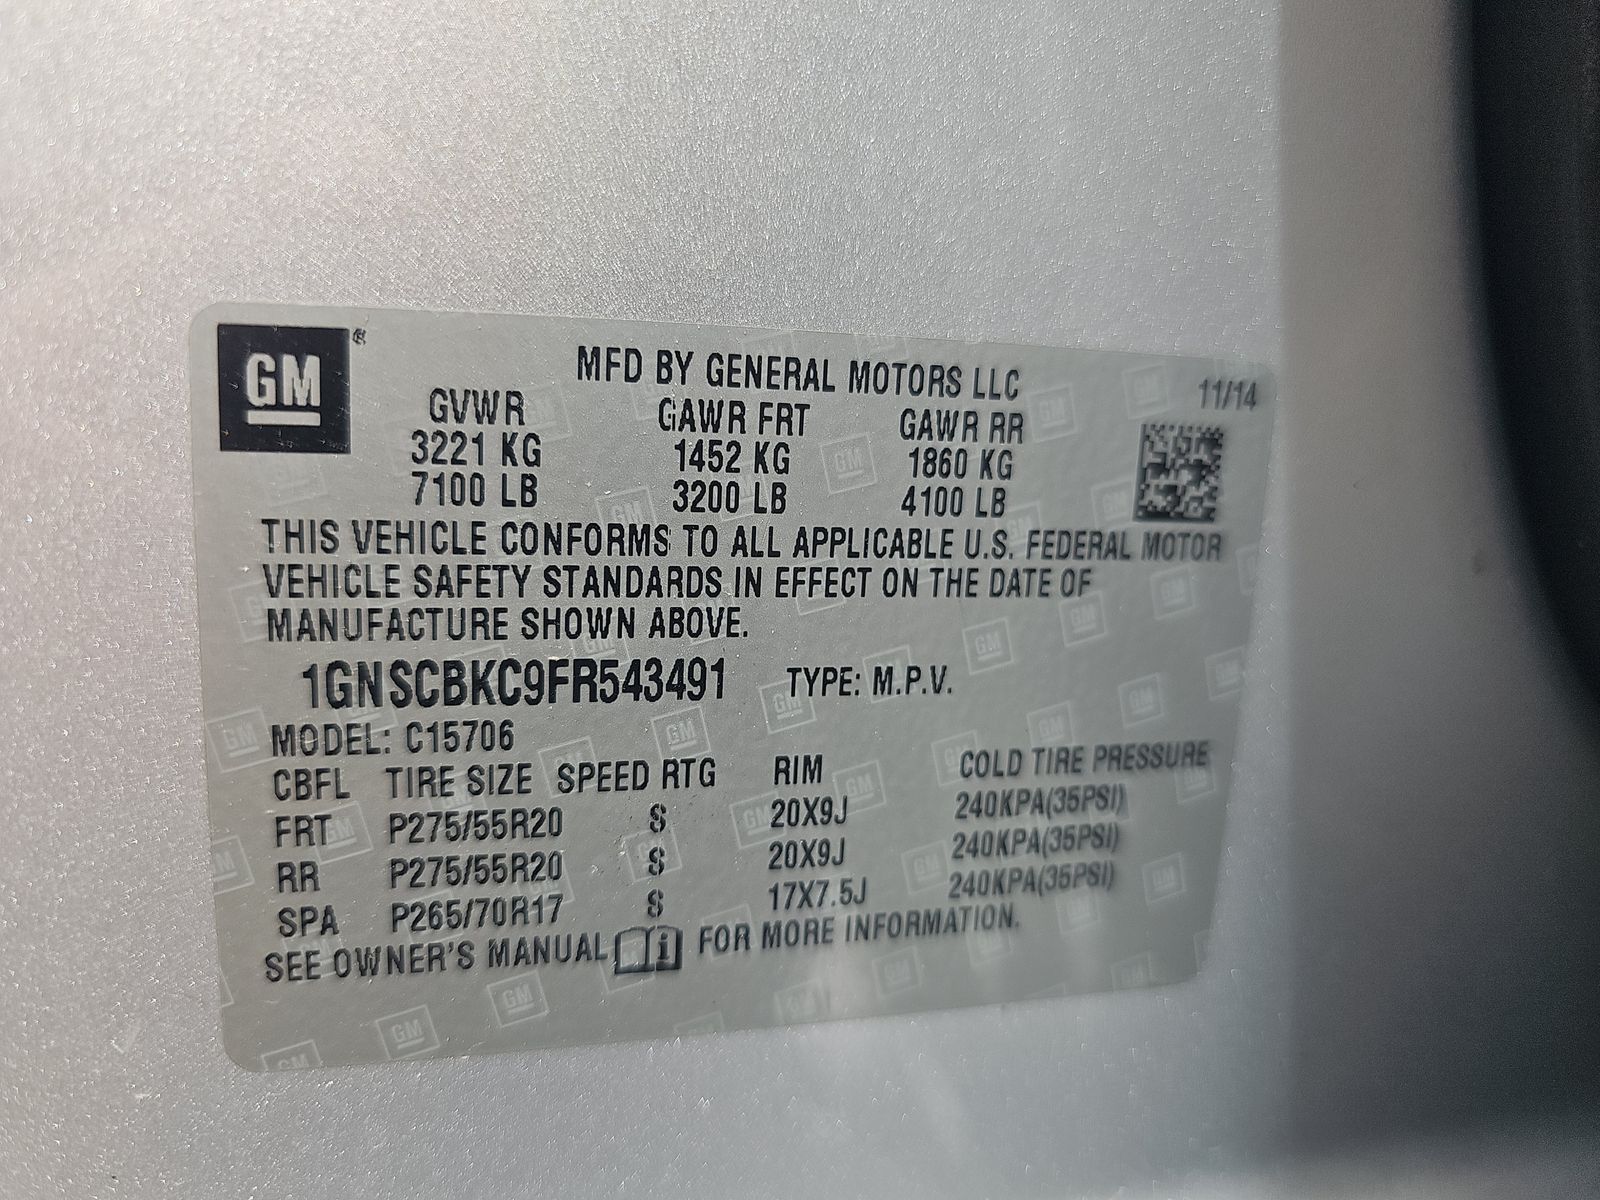 GM ®
MFD BY GENERAL MOTORS LLC
11/14
GVWR GAWR FRT GAWR RR
3221 KG 1452 KG 1860 KG
7100 LB 3200 LB 4100 LB
THIS VEHICLE CONFORMS TO ALL APPLICABLE U.S. FEDERAL MOTOR
VEHICLE SAFETY STANDARDS IN EFFECT ON THE DATE OF
MANUFACTURE SHOWN ABOVE.
1GNSCBKC9FR543491 TYPE: M.P.V.
MODEL: C15706
CBFL TIRE SIZE SPEED RTG RIM COLD TIRE PRESSURE
FRT P275/55R20 S 20X9J 240KPA(35PSI)
RR P275/55R20 S 20X9J 240KPA(35PSI)
SPA P265/70R17 S 17X7.5J 240KPA(35PSI)
SEE OWNER'S MANUAL i FOR MORE INFORMATION.